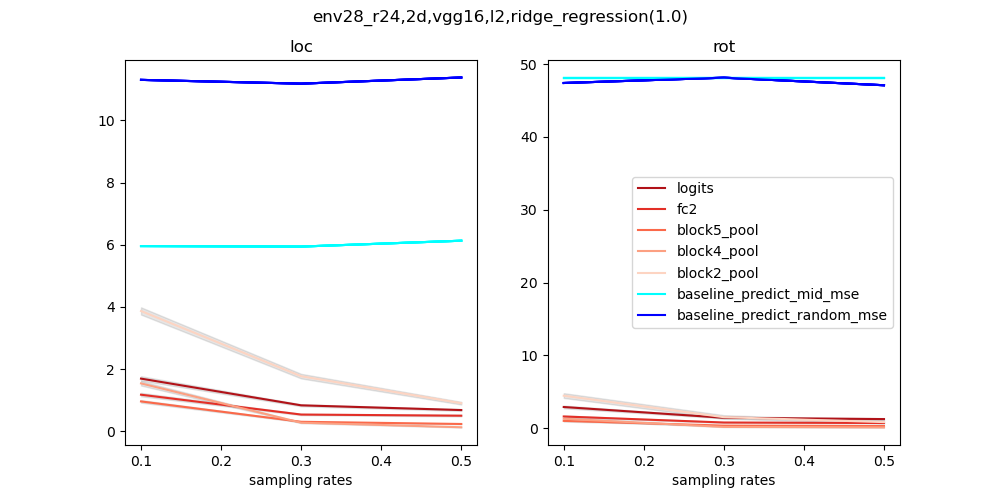 env28_r24,2d,vgg16,l2,ridge_regression(1.0)
loc
10
8
6
4
2
0
0.1 0.2 0.3 0.4 0.5
sampling rates
rot
50
40
30
20
10
0
logits
fc2
block5_pool
block4_pool
block2_pool
baseline_predict_mid_mse
baseline_predict_random_mse
0.1 0.2 0.3 0.4 0.5
sampling rates